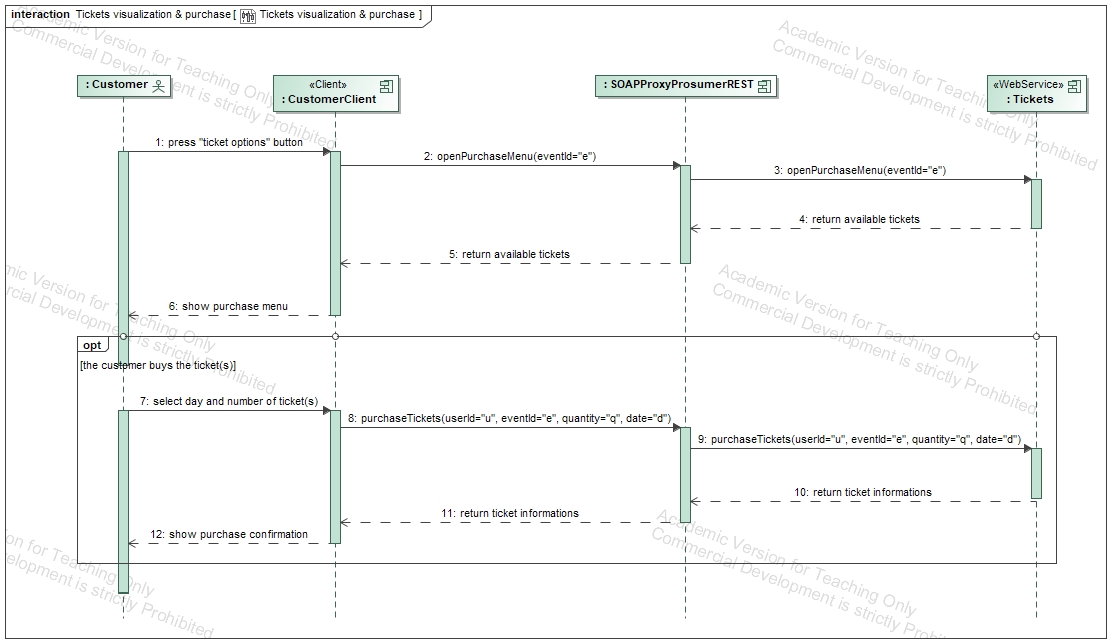 interaction Tickets visualization & purchase [ Tickets visualization & purchase ]
Academic Version for Teaching Only
Commercial Development is strictly Prohibited
Academic Version for Teaching Only
Commercial Development is strictly Prohibited
: Customer
«Client»
: CustomerClient
: SOAPProxyProsumerREST
«WebService»
: Tickets
1: press "ticket options" button
2: openPurchaseMenu(eventId="e")
3: openPurchaseMenu(eventId="e")
4: return available tickets
5: return available tickets
mic Version for Teaching Only
rcial Development is strictly Prohibited
Academic Version for Teaching Only
Commercial Development is strictly Prohibited
6: show purchase menu
opt
[the customer buys the ticket(s)]
7: select day and number of ticket(s)
8: purchaseTickets(userId="u", eventId="e", quantity="q", date="d")
9: purchaseTickets(userId="u", eventId="e", quantity="q", date="d")
10: return ticket informations
11: return ticket informations
12: show purchase confirmation
on for Teaching Only
elopment is strictly Prohibited
Academic Version for Teaching Only
Commercial Development is strictly Prohibited